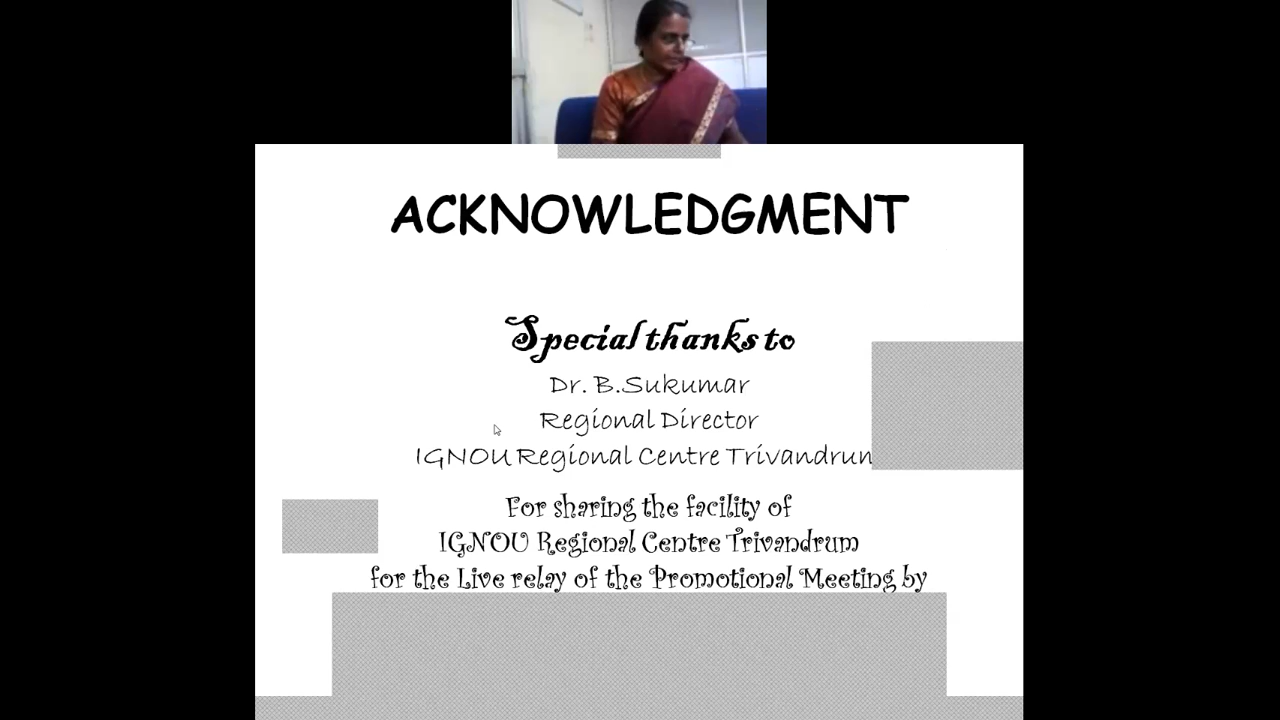 ACKNOWLEDGMENT
Special thanks to
Dr. B.Sukumar
Regional Director
IGNOU Regional Centre Trivandrum
For sharing the facility of
IGNOU Regional Centre Trivandrum
for the Live relay of the Promotional Meeting by